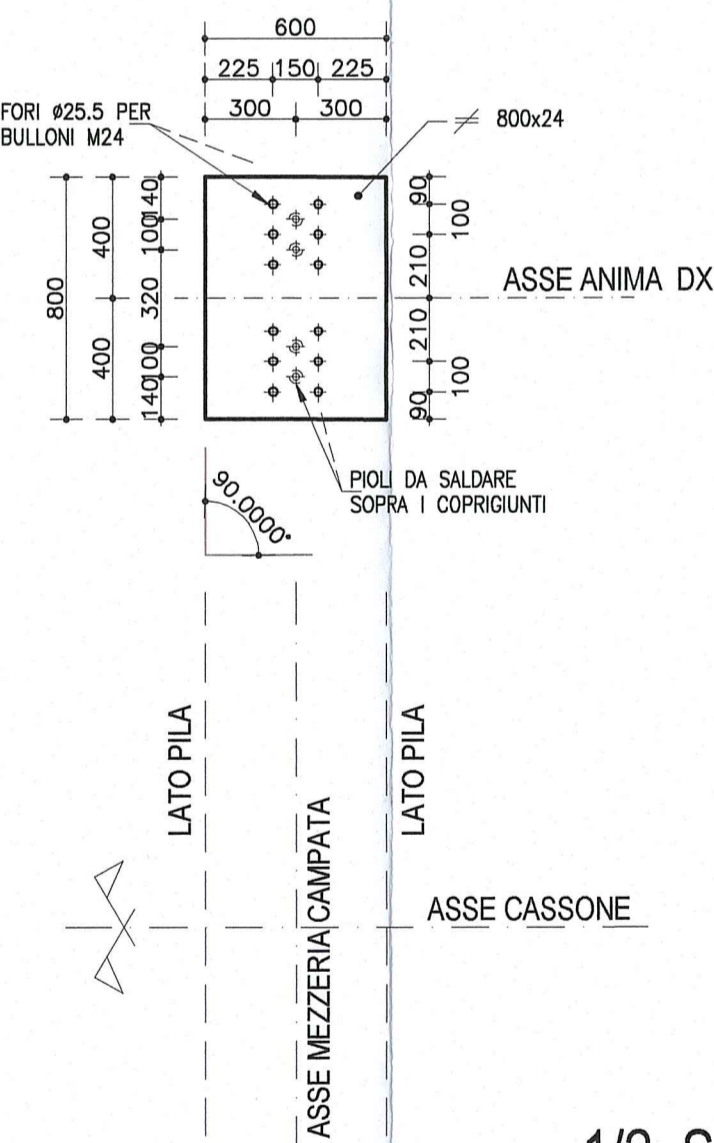 600
225 150 225
300 300
FORI ø25.5 PER
BULLONI M24
800x24
800
400
400
140
100
320
100
140
90
100
210
210
100
90
ASSE ANIMA DX
PIOLI DA SALDARE
SOPRA I COPRIGIUNTI
90.0000°
LATO PILA
LATO PILA
ASSE MEZZERIA CAMPATA
ASSE CASSONE